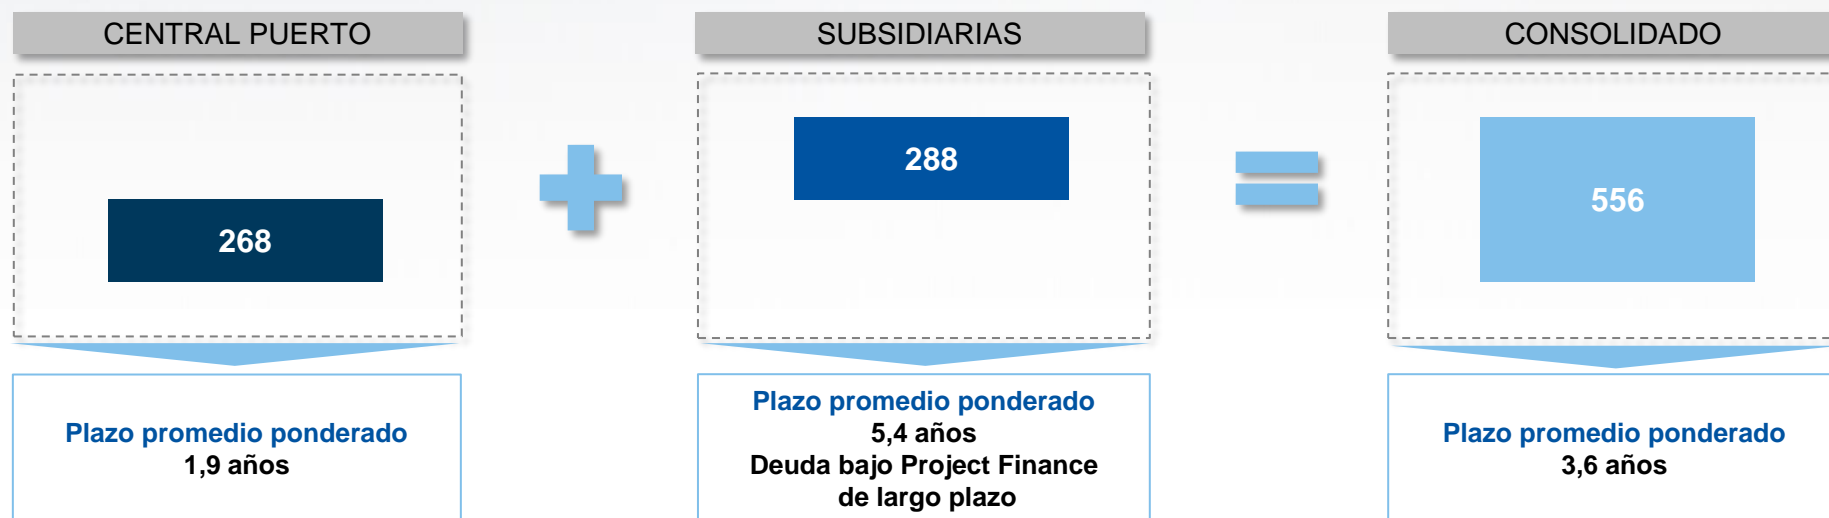 CENTRAL PUERTO
268
Plazo promedio ponderado
1,9 años
SUBSIDIARIAS
288
Plazo promedio ponderado
5,4 años
Deuda bajo Project Finance
de largo plazo
CONSOLIDADO
556
Plazo promedio ponderado
3,6 años